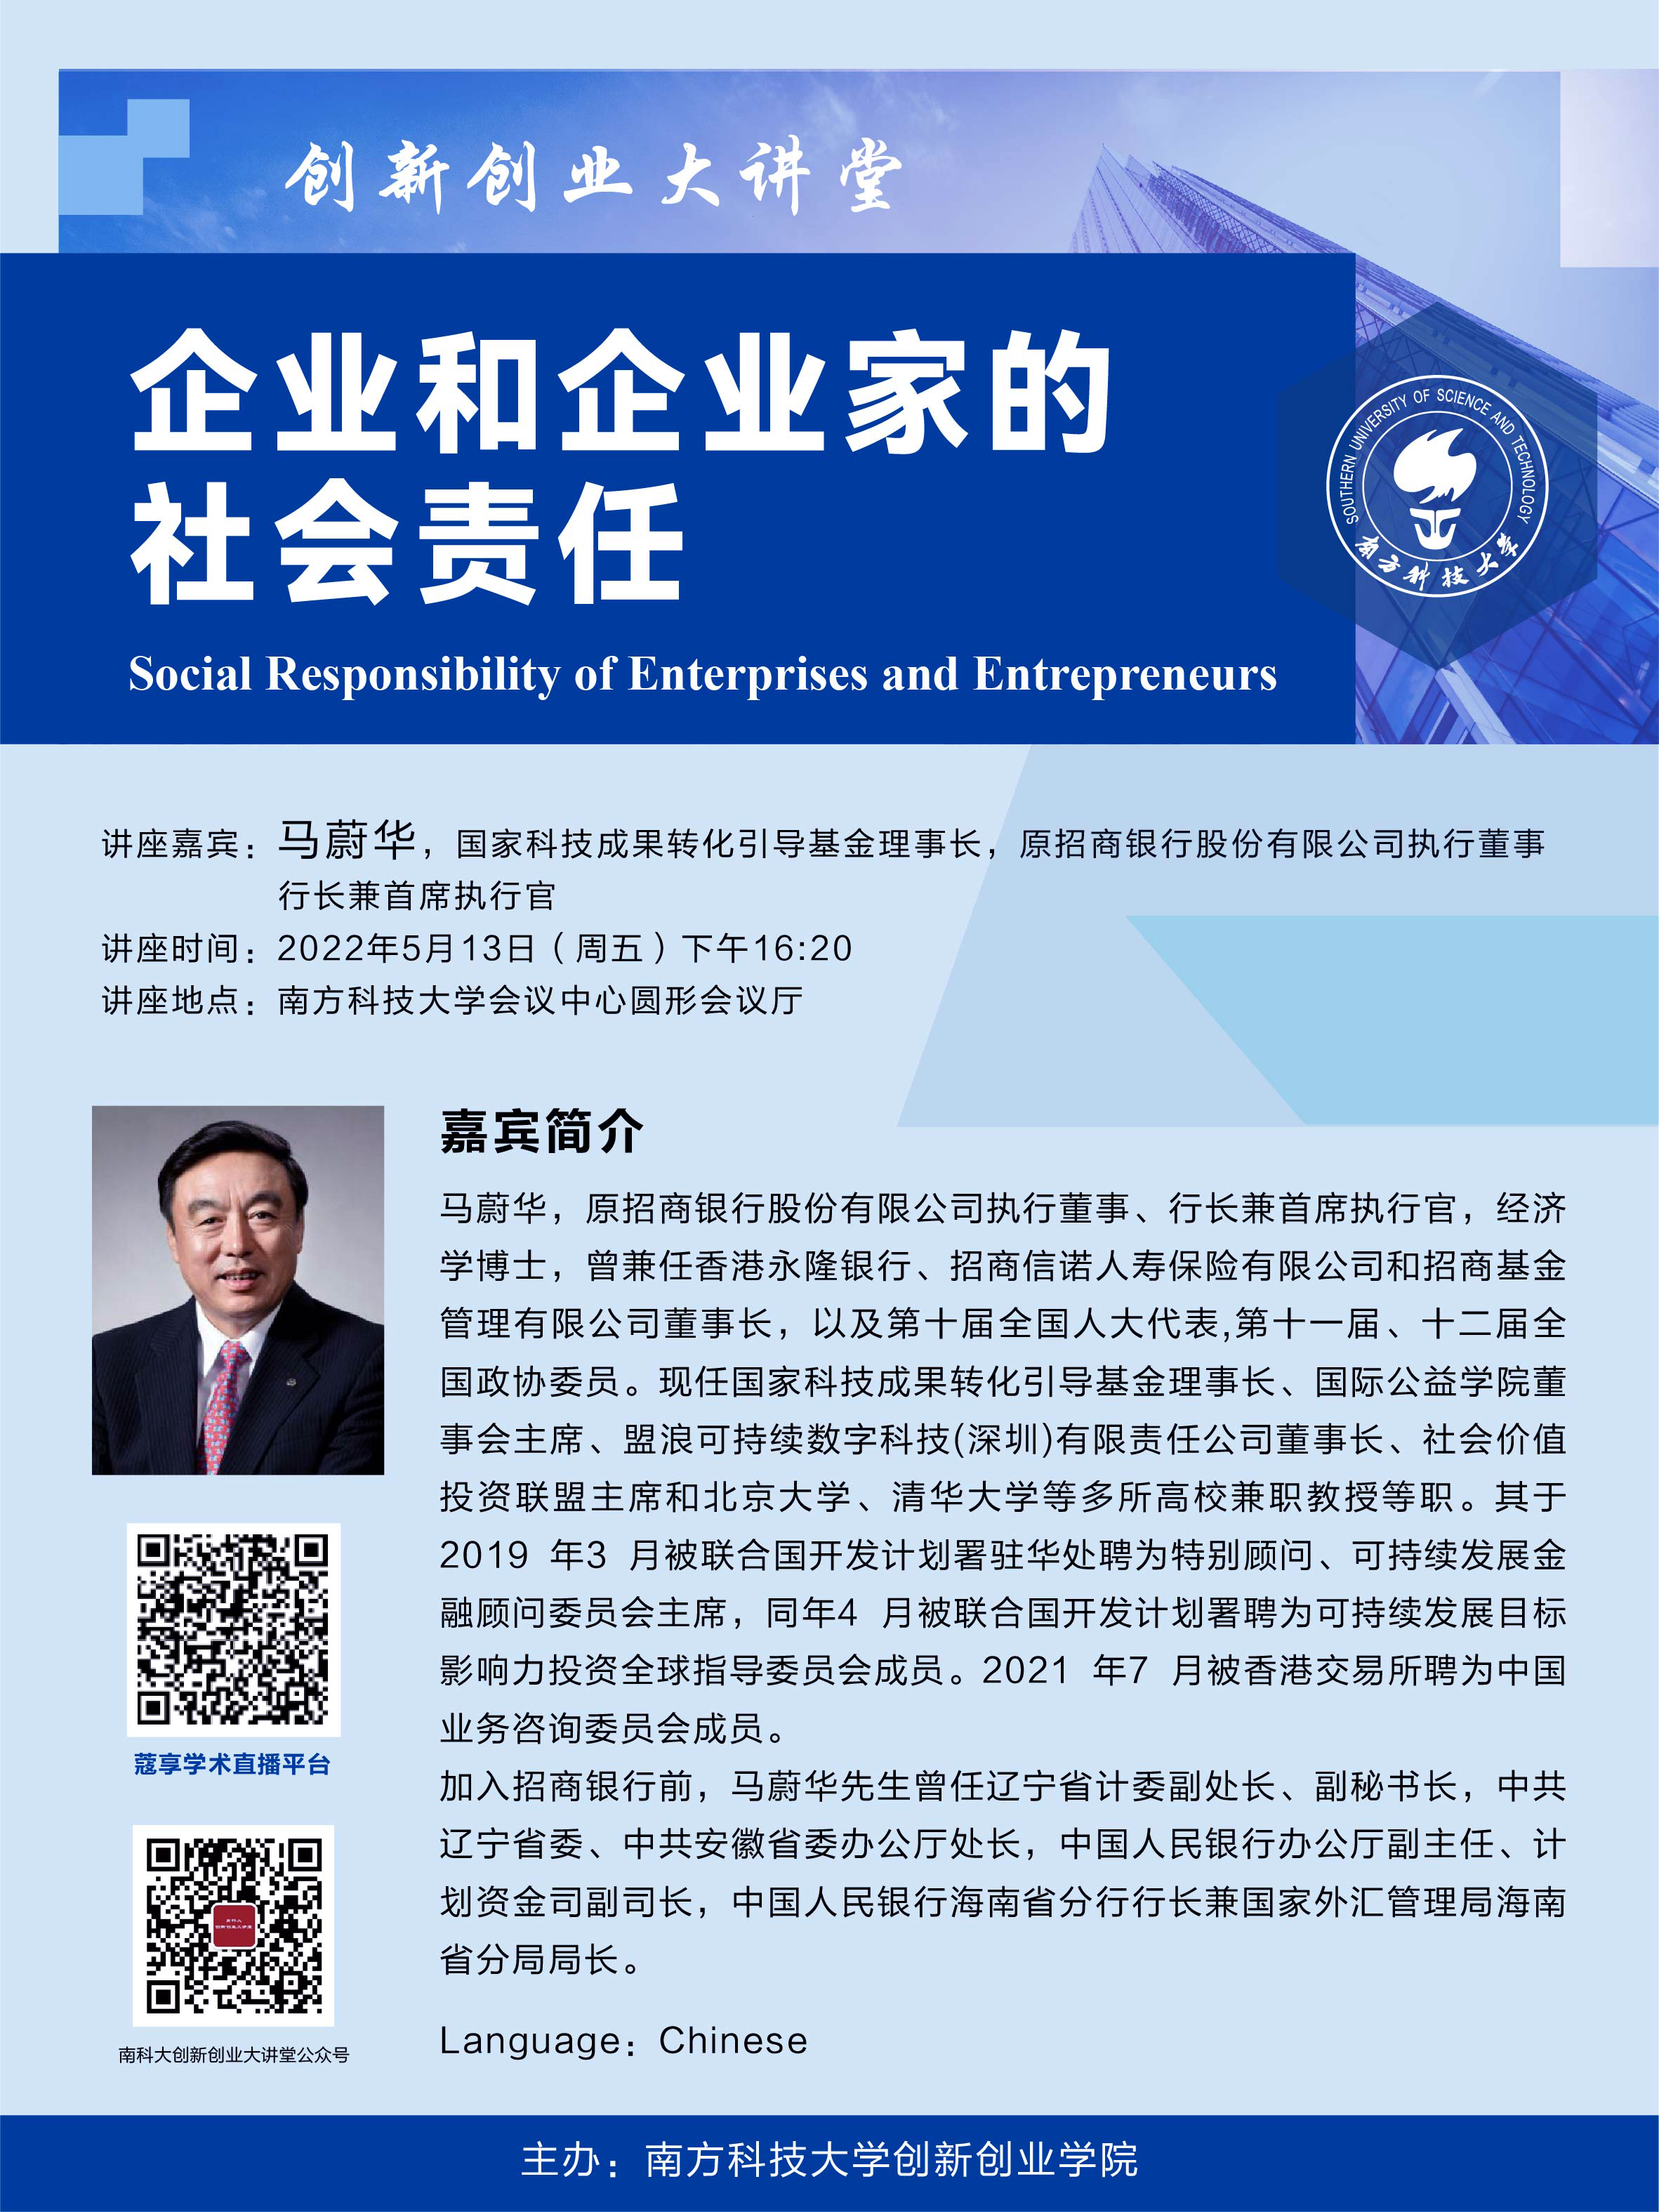 创新创业大讲堂
企业和企业家的
社会责任
Social Responsibility of Enterprises and Entrepreneurs
SOUTHERN UNIVERSITY OF SCIENCE AND TECHNOLOGY
南方科技大学
讲座嘉宾：马蔚华，国家科技成果转化引导基金理事长，原招商银行股份有限公司执行董事
行长兼首席执行官
讲座时间：2022年5月13日（周五）下午16:20
讲座地点：南方科技大学会议中心圆形会议厅
嘉宾简介
马蔚华，原招商银行股份有限公司执行董事、行长兼首席执行官，经济
学博士，曾兼任香港永隆银行、招商信诺人寿保险有限公司和招商基金
管理有限公司董事长，以及第十届全国人大代表,第十一届、十二届全
国政协委员。现任国家科技成果转化引导基金理事长、国际公益学院董
事会主席、盟浪可持续数字科技(深圳)有限责任公司董事长、社会价值
投资联盟主席和北京大学、清华大学等多所高校兼职教授等职。其于
2019 年3 月被联合国开发计划署驻华处聘为特别顾问、可持续发展金
融顾问委员会主席，同年4 月被联合国开发计划署聘为可持续发展目标
影响力投资全球指导委员会成员。2021 年7 月被香港交易所聘为中国
业务咨询委员会成员。
加入招商银行前，马蔚华先生曾任辽宁省计委副处长、副秘书长，中共
辽宁省委、中共安徽省委办公厅处长，中国人民银行办公厅副主任、计
划资金司副司长，中国人民银行海南省分行行长兼国家外汇管理局海南
省分局局长。
Language：Chinese
蔻享学术直播平台
南科大
创新创业大讲堂
南科大创新创业大讲堂公众号
主办：南方科技大学创新创业学院